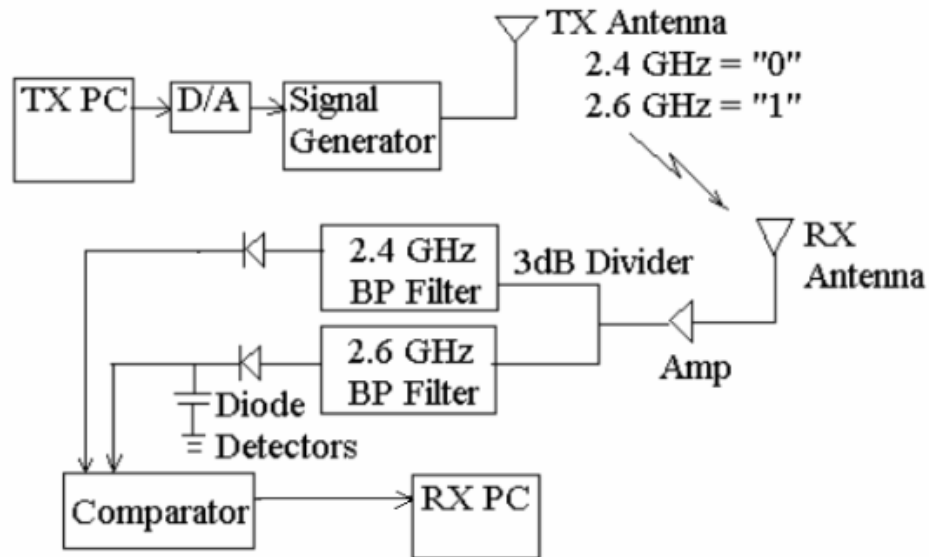 TX Antenna
2.4 GHz = "0"
2.6 GHz = "1"
TX PC
D/A
Signal
Generator
RX
Antenna
2.4 GHz
BP Filter
3dB Divider
2.6 GHz
BP Filter
Amp
Diode
Detectors
Comparator
RX PC